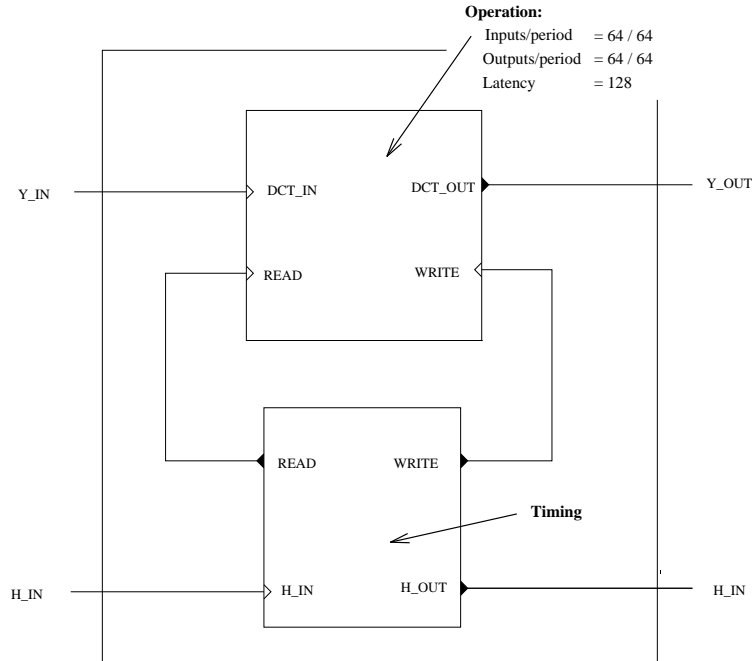 Operation:
Inputs/period = 64 / 64
Outputs/period = 64 / 64
Latency = 128
Y_IN
DCT_IN
DCT_OUT
Y_OUT
READ
WRITE
READ
WRITE
Timing
H_IN
H_IN
H_OUT
H_IN